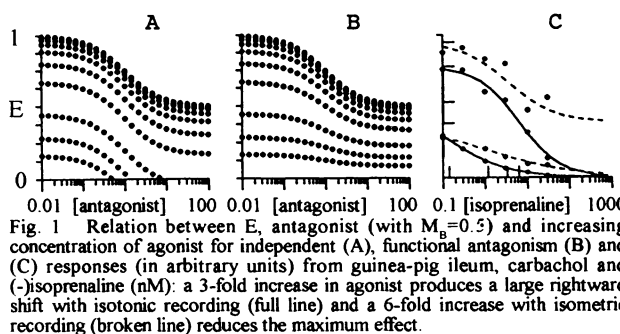 A B C
1
E
0
0.01 [antagonist] 100 0.01 [antagonist] 100 0.1 [isoprenaline] 1000
Fig. 1 Relation between E, antagonist (with M_B=0.5) and increasing
concentration of agonist for independent (A), functional antagonism (B) and
(C) responses (in arbitrary units) from guinea-pig ileum, carbachol and
(-)isoprenaline (nM): a 3-fold increase in agonist produces a large rightward
shift with isotonic recording (full line) and a 6-fold increase with isometric
recording (broken line) reduces the maximum effect.